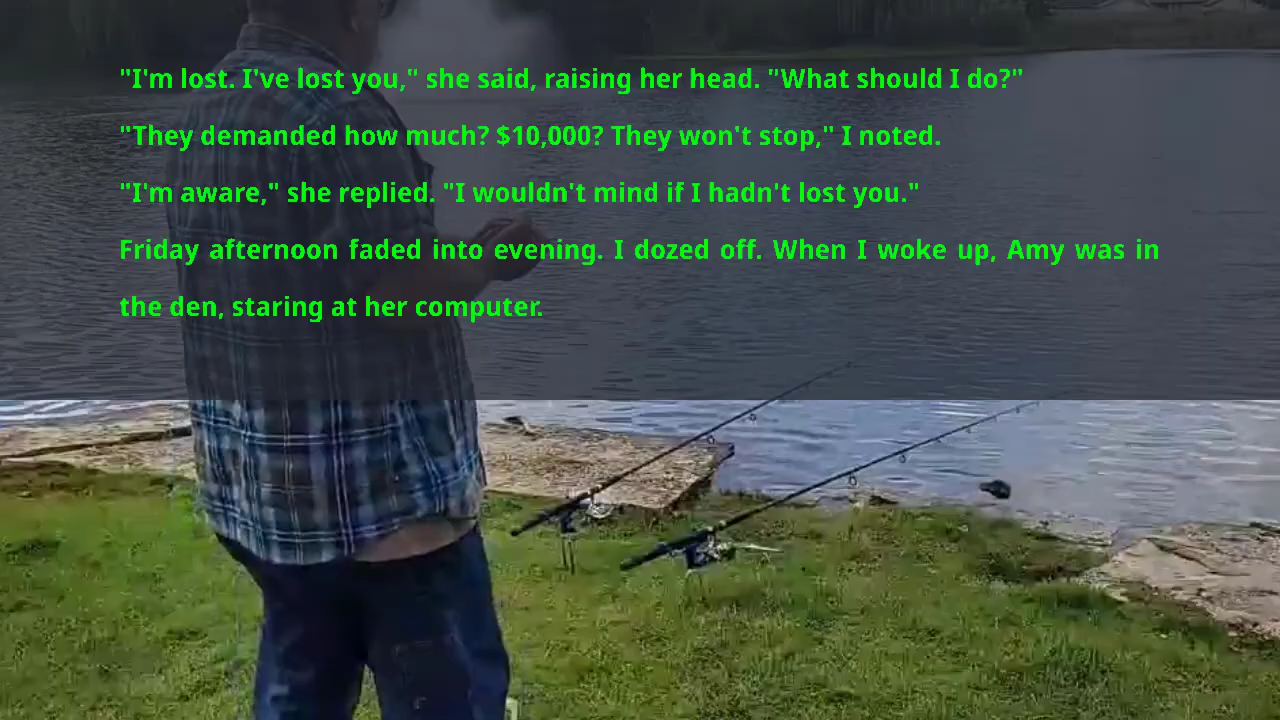 "I'm lost. I've lost you," she said, raising her head. "What should I do?"
"They demanded how much? $10,000? They won't stop," I noted.
"I'm aware," she replied. "I wouldn't mind if I hadn't lost you."
Friday afternoon faded into evening. I dozed off. When I woke up, Amy was in
the den, staring at her computer.